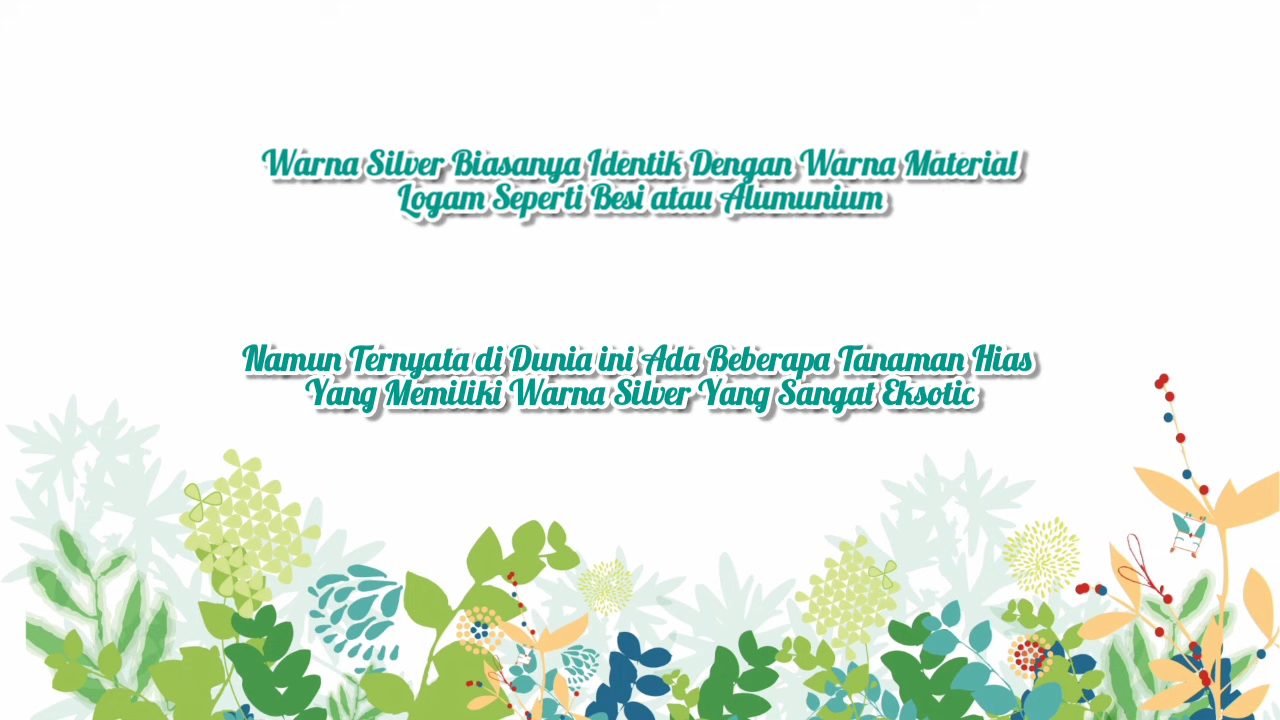 Warna Silver Biasanya Identik Dengan Warna Material
Logam Seperti Besi atau Alumunium
Namun Ternyata di Dunia ini Ada Beberapa Tanaman Hias
Yang Memiliki Warna Silver Yang Sangat Eksotic